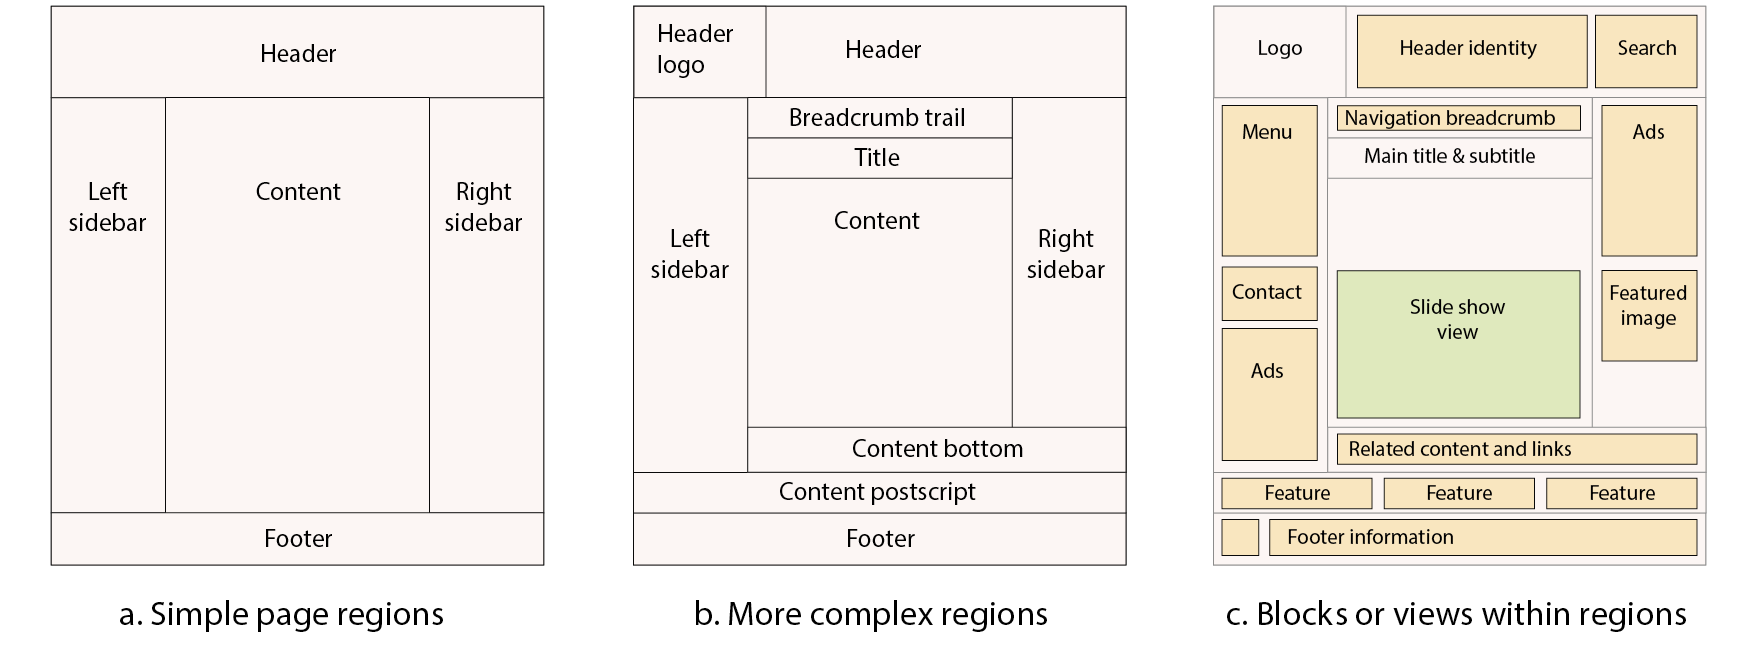 Header
Left
sidebar
Content
Right
sidebar
Footer
a. Simple page regions
Header
logo
Header
Breadcrumb trail
Title
Content
Left
sidebar
Right
sidebar
Content bottom
Content postscript
Footer
b. More complex regions
Logo
Header identity
Search
Menu
Navigation breadcrumb
Main title & subtitle
Ads
Contact
Slide show
view
Featured
image
Ads
Related content and links
Feature
Feature
Feature
Footer information
c. Blocks or views within regions